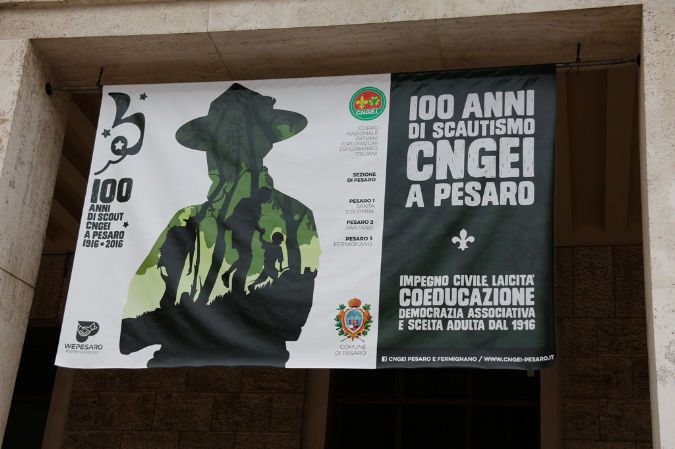 100
ANNI
DI SCOUT
CNGEI
A PESARO
1916 2016
WEPESARO
CNGEI
CORPO
NAZIONALE
GIOVANI
ESPLORATORI
ESPLORATRICI
ITALIANI
SEZIONE
DI PESARO
PESARO 1
SANTA
COLOMBA
PESARO 2
PANTANO
PESARO 3
FERMIGNANO
COMUNE
DI PESARO
100 ANNI
DI SCAUTISMO
CNGEI
A PESARO
IMPEGNO CIVILE, LAICITA'
COEDUCAZIONE
DEMOCRAZIA ASSOCIATIVA
E SCELTA ADULTA DAL 1916
CNGEI PESARO E FERMIGNANO / WWW.CNGEI-PESARO.IT